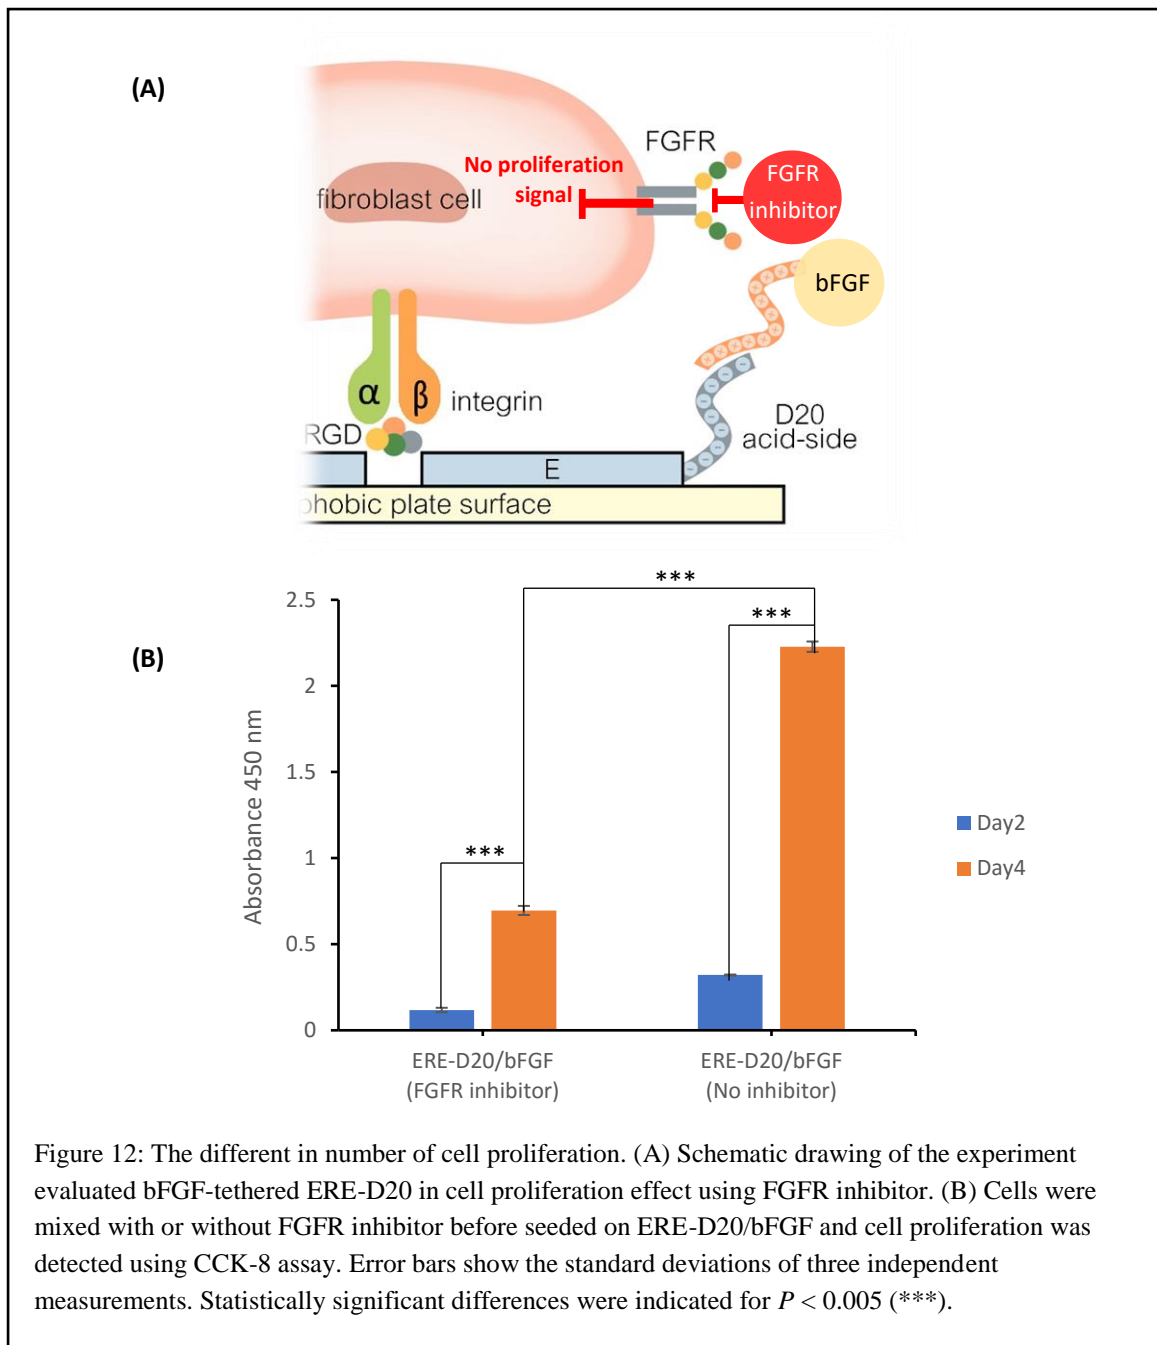 (A)
FGFR
No proliferation
signal
FGFR
inhibitor
fibroblast cell
bFGF
α
β
integrin
D20
acid-side
RGD
E
phobic plate surface
(B)
***
***
***
2.5
2
1.5
1
0.5
0
Absorbance 450 nm
Day2
Day4
ERE-D20/bFGF
(FGFR inhibitor)
ERE-D20/bFGF
(No inhibitor)
Figure 12: The different in number of cell proliferation. (A) Schematic drawing of the experiment
evaluated bFGF-tethered ERE-D20 in cell proliferation effect using FGFR inhibitor. (B) Cells were
mixed with or without FGFR inhibitor before seeded on ERE-D20/bFGF and cell proliferation was
detected using CCK-8 assay. Error bars show the standard deviations of three independent
measurements. Statistically significant differences were indicated for P < 0.005 (***).